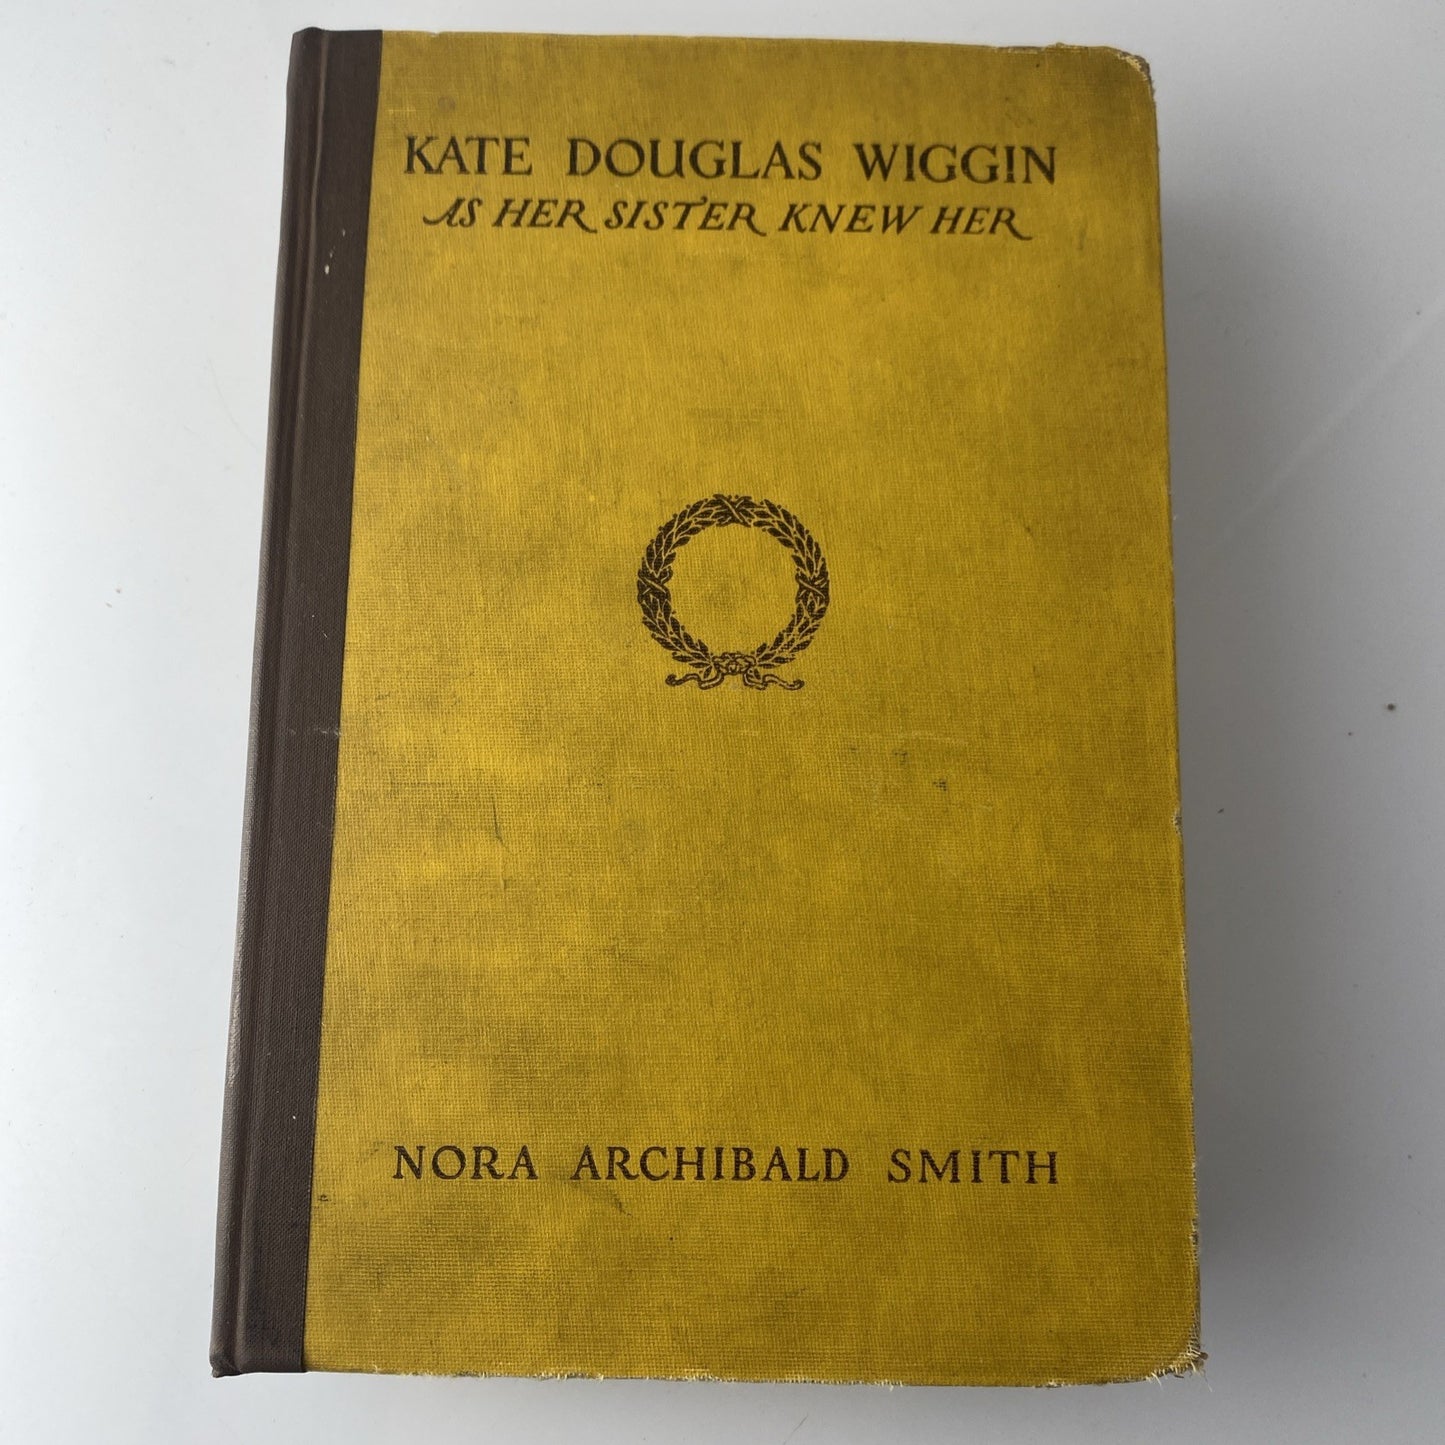 KATE DOUGLAS WIGGIN
AS HER SISTER KNEW HER
NORA ARCHIBALD SMITH